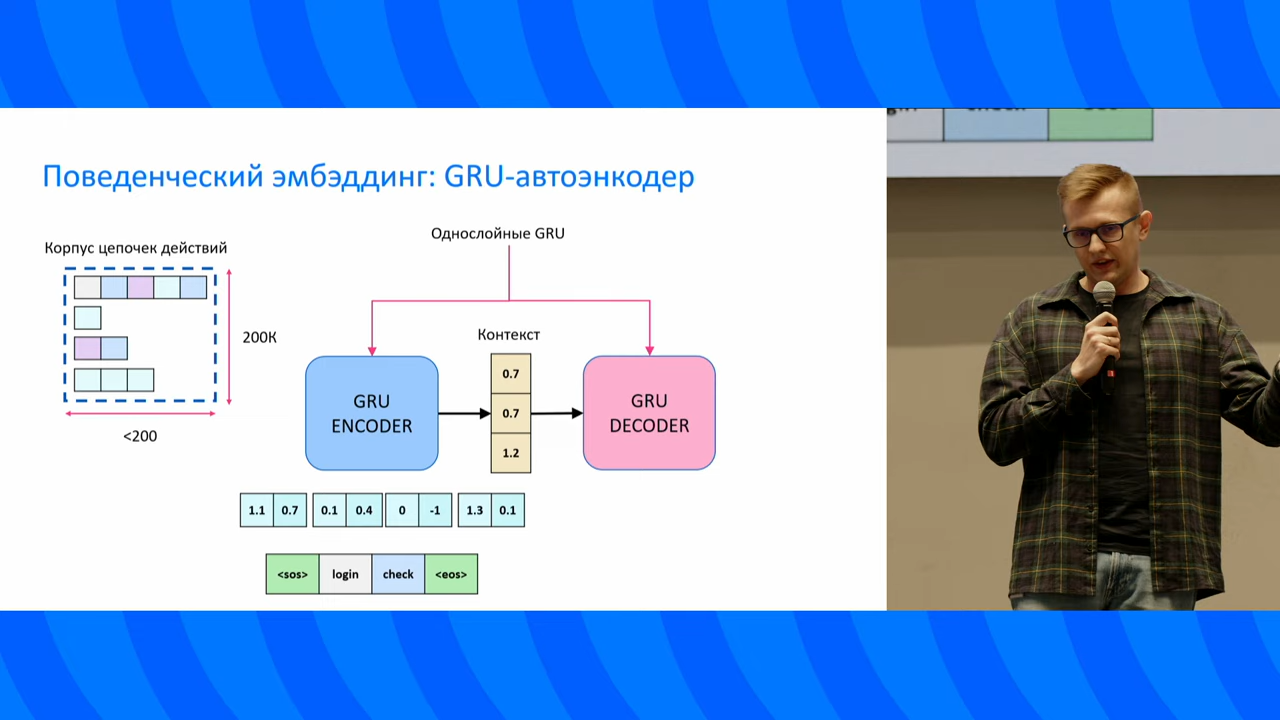 Поведенческий эмбэддинг: GRU-автоэнкодер
Корпус цепочек действий
200К
<200
Однослойные GRU
GRU
ENCODER
Контекст
0.7
0.7
1.2
GRU
DECODER
1.1 0.7 0.1 0.4 0 -1 1.3 0.1
<sos> login check <eos>